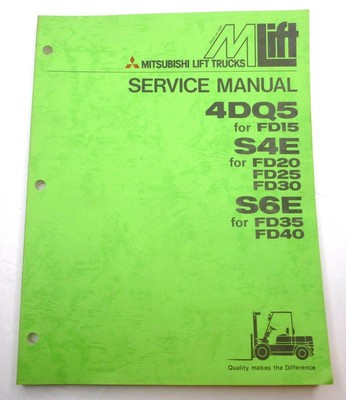 MLift
MITSUBISHI LIFT TRUCKS
SERVICE MANUAL
4DQ5
for FD15
S4E
for FD20
FD25
FD30
S6E
for FD35
FD40
Quality makes the Difference